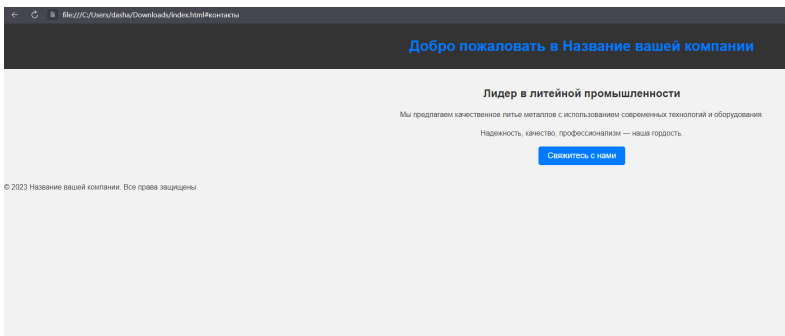 file:///C:/Users/dasha/Downloads/index.html#контакты
Добро пожаловать в Название вашей компании
Лидер в литейной промышленности
Мы предлагаем качественное литье металлов с использованием современных технологий и оборудования.
Надежность, качество, профессионализм — наша гордость.
Свяжитесь с нами
© 2023 Название вашей компании. Все права защищены.